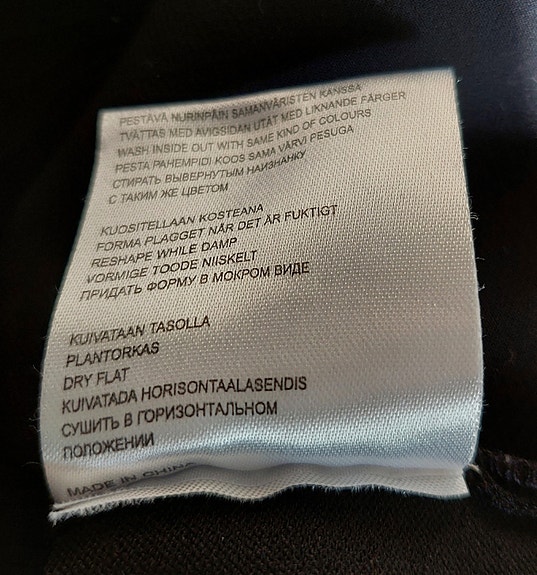 PESTÄVÄ NURINPÄIN SAMANVÄRISTEN KANSSA
TVÄTTAS MED AVIGSIDAN UTÅT MED LIKNANDE FÄRGER
WASH INSIDE OUT WITH SAME KIND OF COLOURS
PESTA PAHEMPIDI KOOS SAMA VÄRVI PESUGA
СТИРАТЬ ВЫВЕРНУТЫМ НАИЗНАНКУ
С ТАКИМ ЖЕ ЦВЕТОМ
KUOSITELLAAN KOSTEANA
FORMA PLAGGET NÄR DET ÄR FUKTIGT
RESHAPE WHILE DAMP
VORMIGE TOODE NIISKELT
ПРИДАТЬ ФОРМУ В МОКРОМ ВИДЕ
KUIVATAAN TASOLLA
PLANTORKAS
DRY FLAT
KUIVATADA HORISONTAALASENDIS
СУШИТЬ В ГОРИЗОНТАЛЬНОМ
ПОЛОЖЕНИИ
MADE IN CHINA